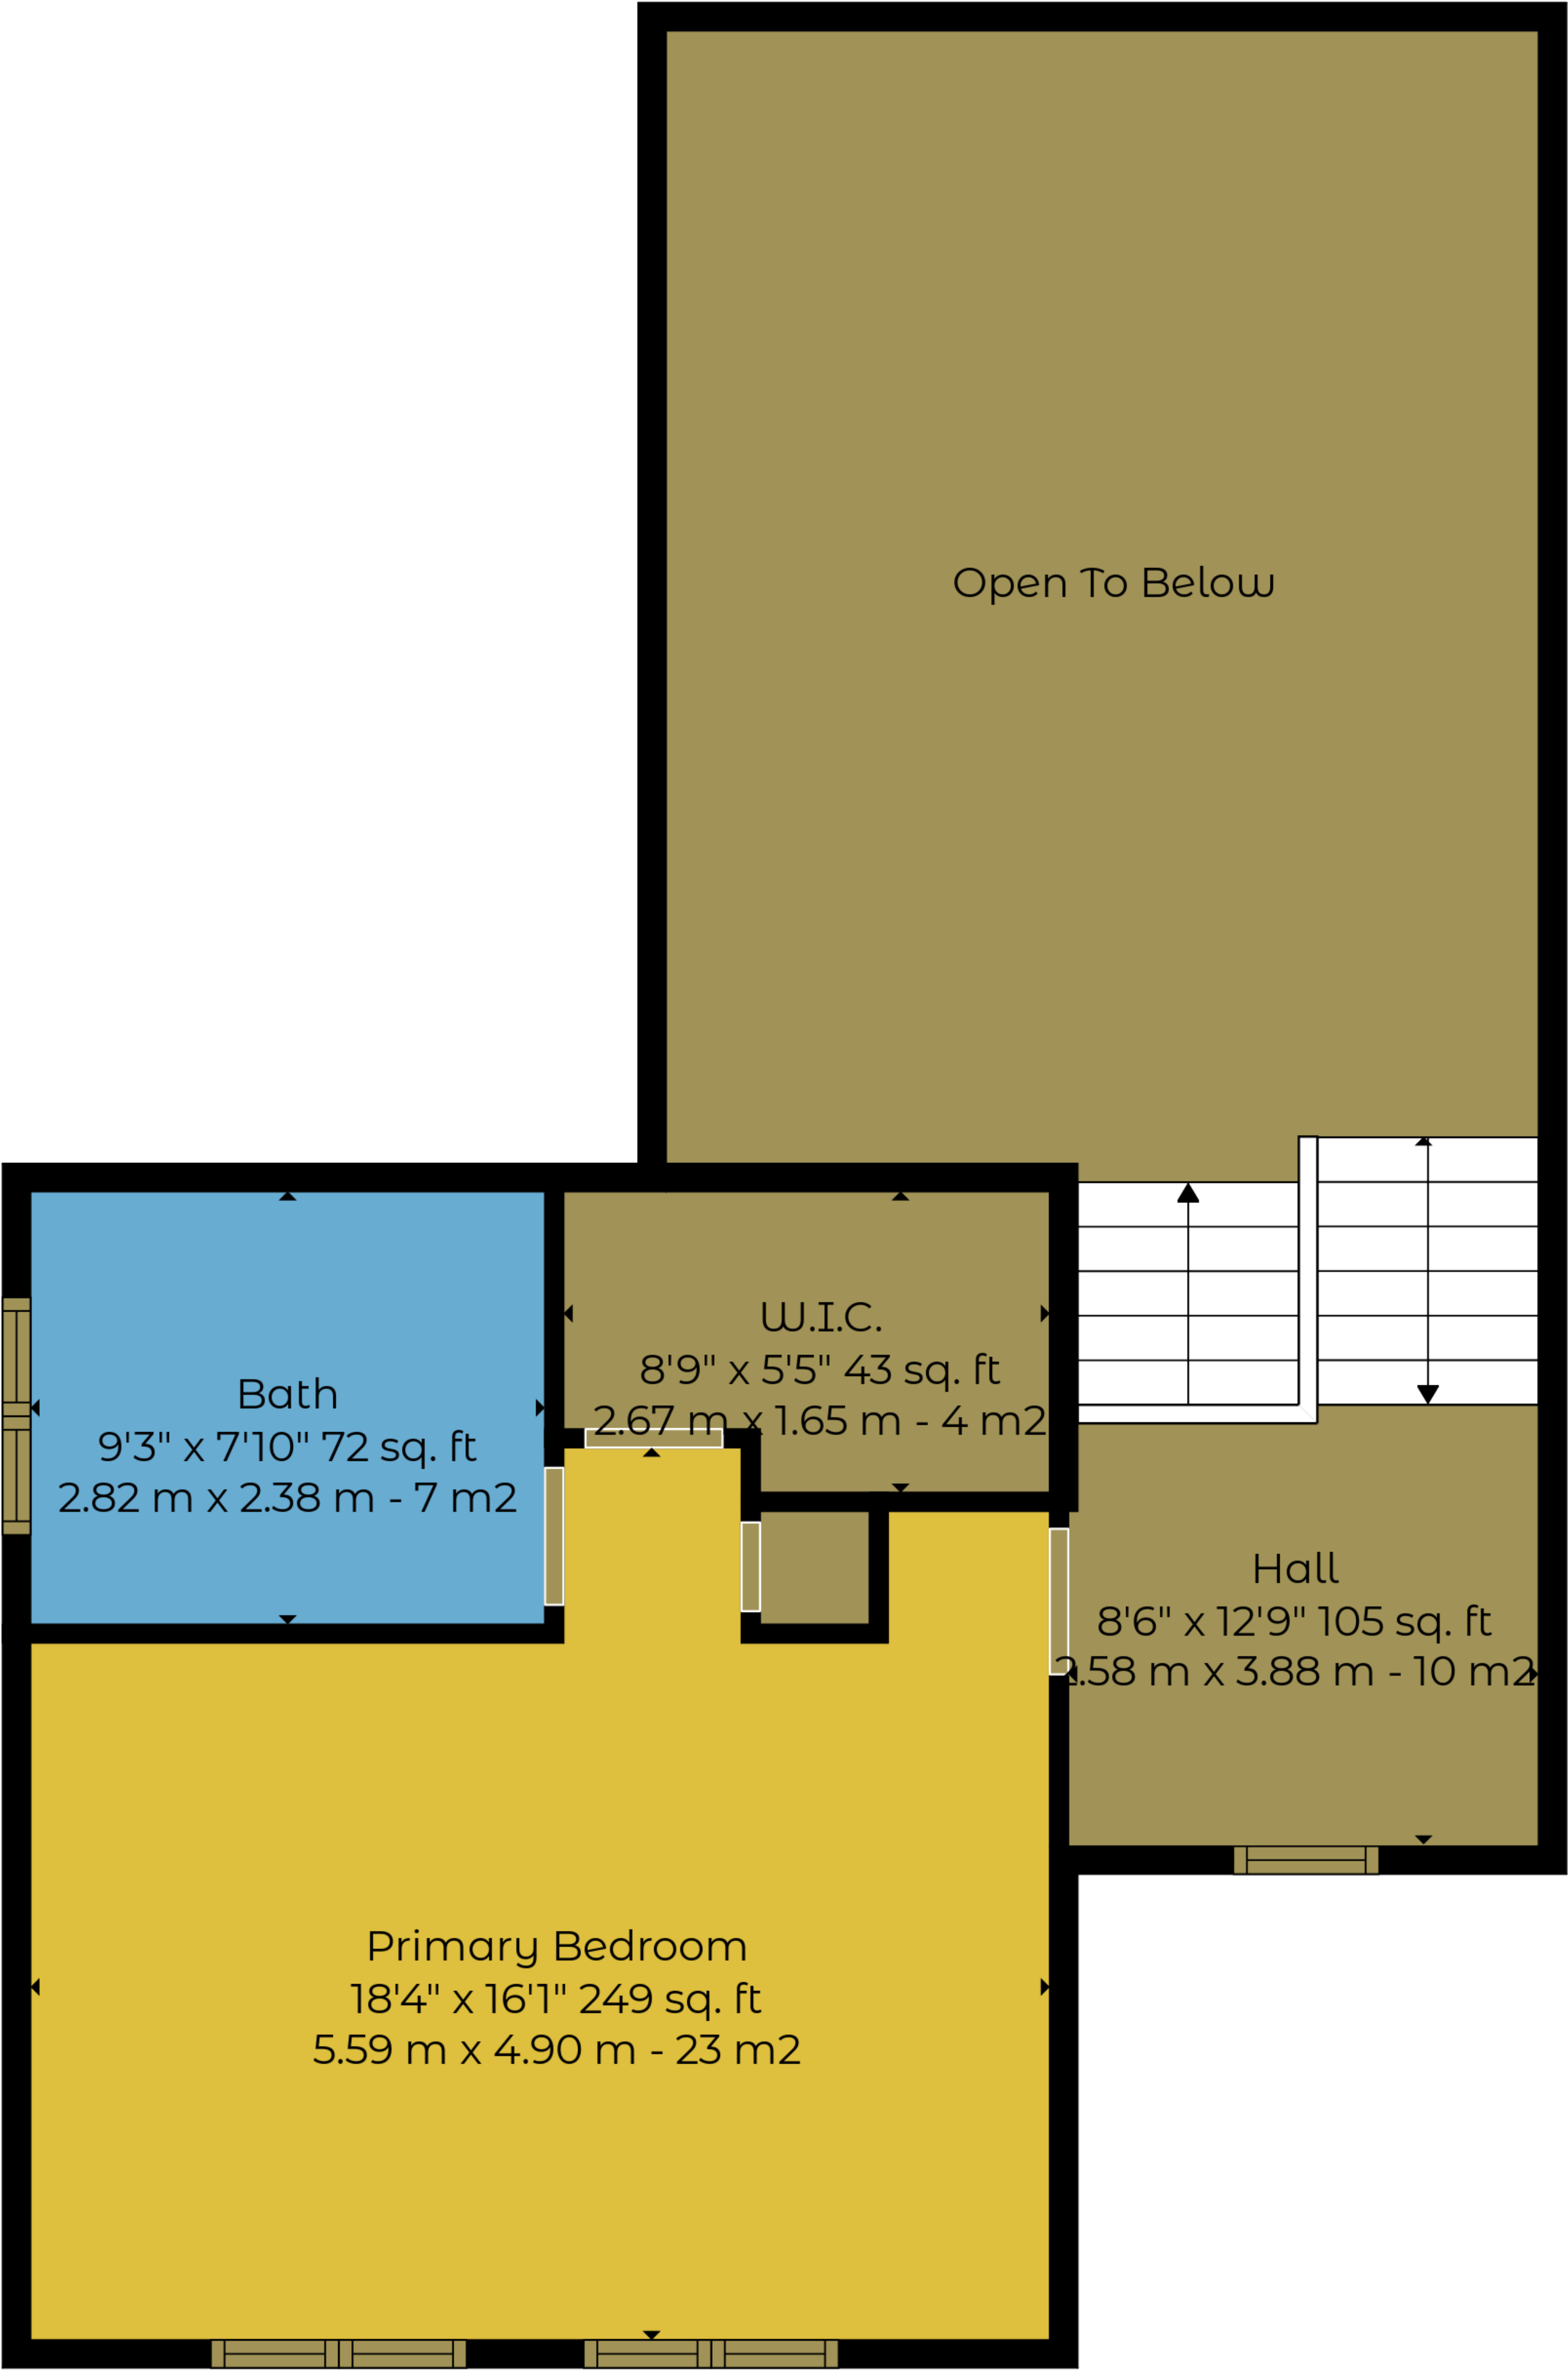 Open To Below
W.I.C.
8'9" x 5'5" 43 sq. ft
2.67 m x 1.65 m - 4 m2
Bath
9'3" x 7'10" 72 sq. ft
2.82 m x 2.38 m - 7 m2
Hall
8'6" x 12'9" 105 sq. ft
2.58 m x 3.88 m - 10 m2
Primary Bedroom
18'4" x 16'1" 249 sq. ft
5.59 m x 4.90 m - 23 m2